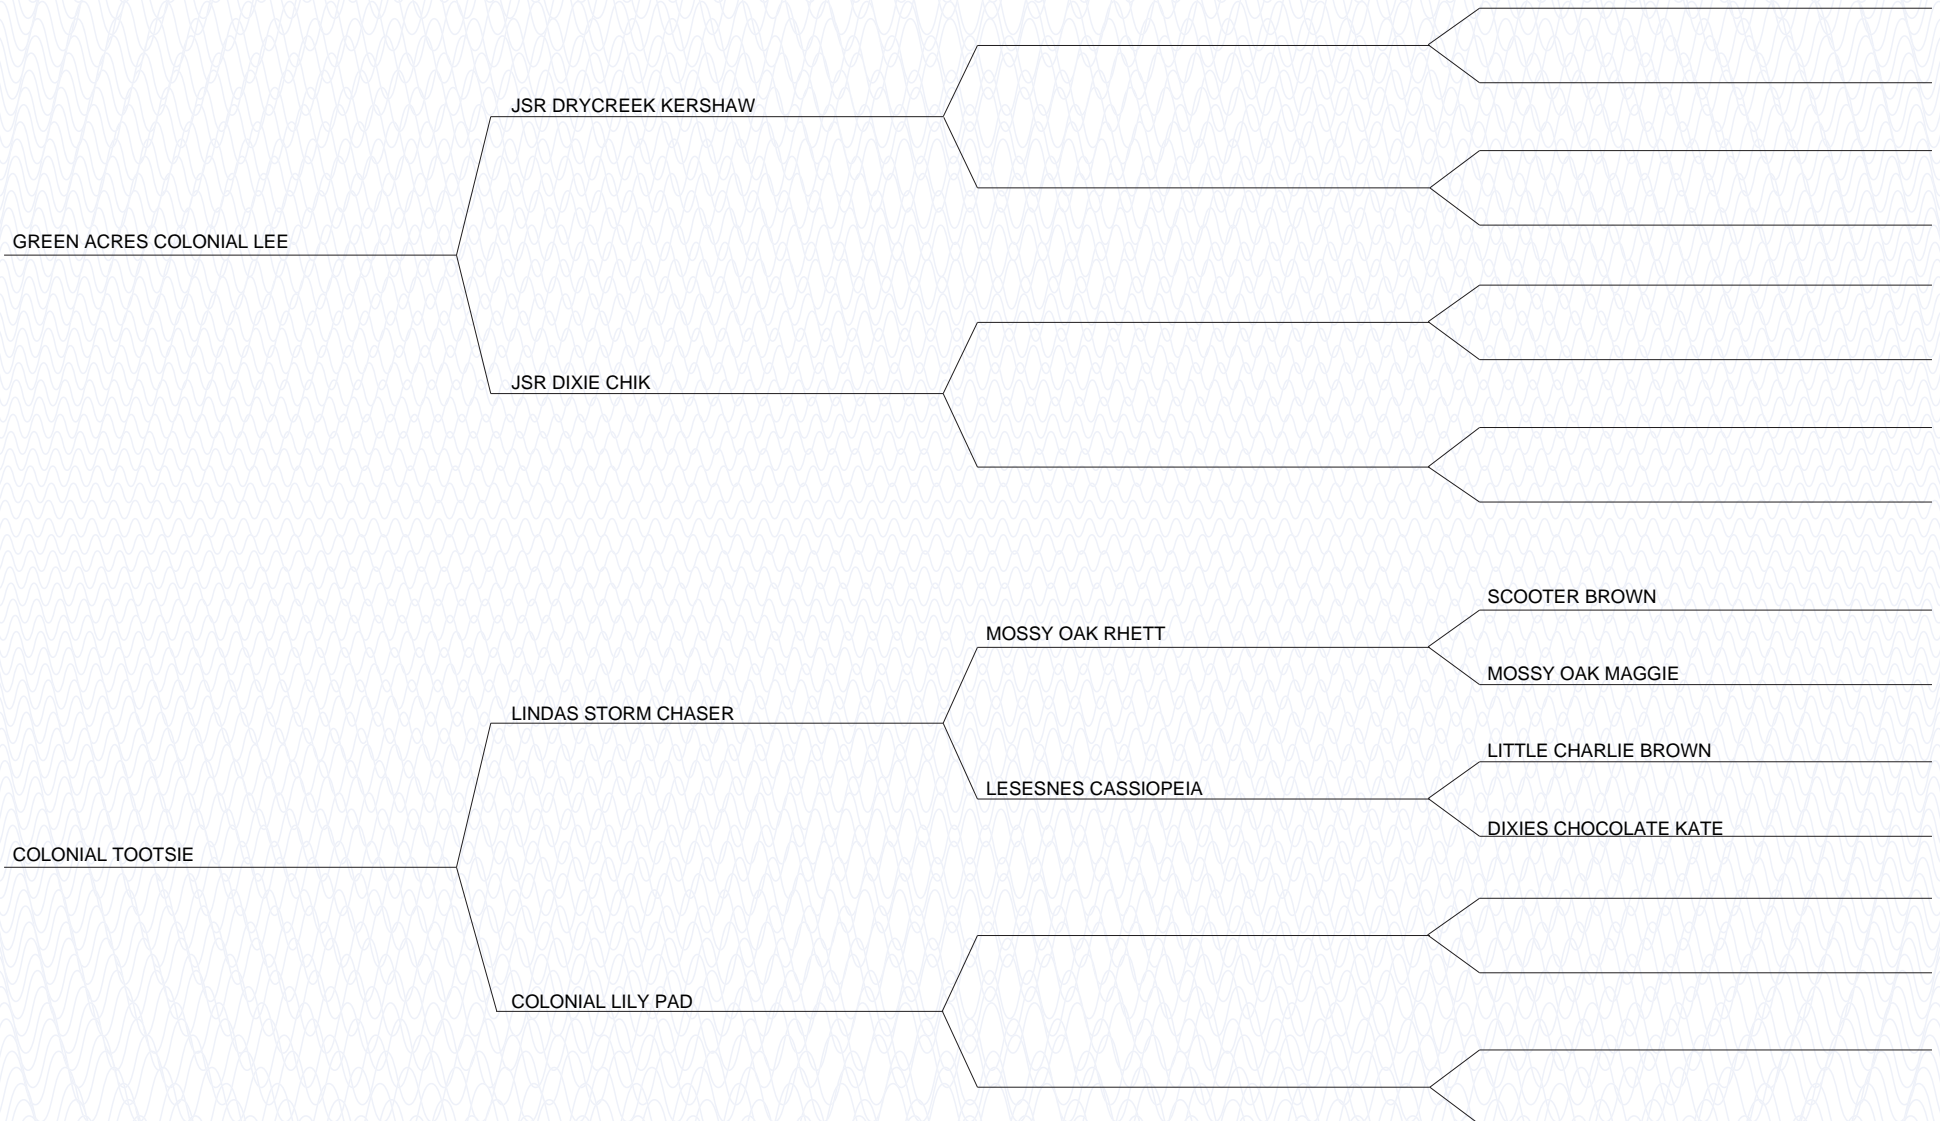 JSR DRYCREEK KERSHAW
GREEN ACRES COLONIAL LEE
JSR DIXIE CHIK
SCOOTER BROWN
MOSSY OAK RHETT
MOSSY OAK MAGGIE
LINDAS STORM CHASER
LITTLE CHARLIE BROWN
LESESNES CASSIOPEIA
DIXIES CHOCOLATE KATE
COLONIAL TOOTSIE
COLONIAL LILY PAD